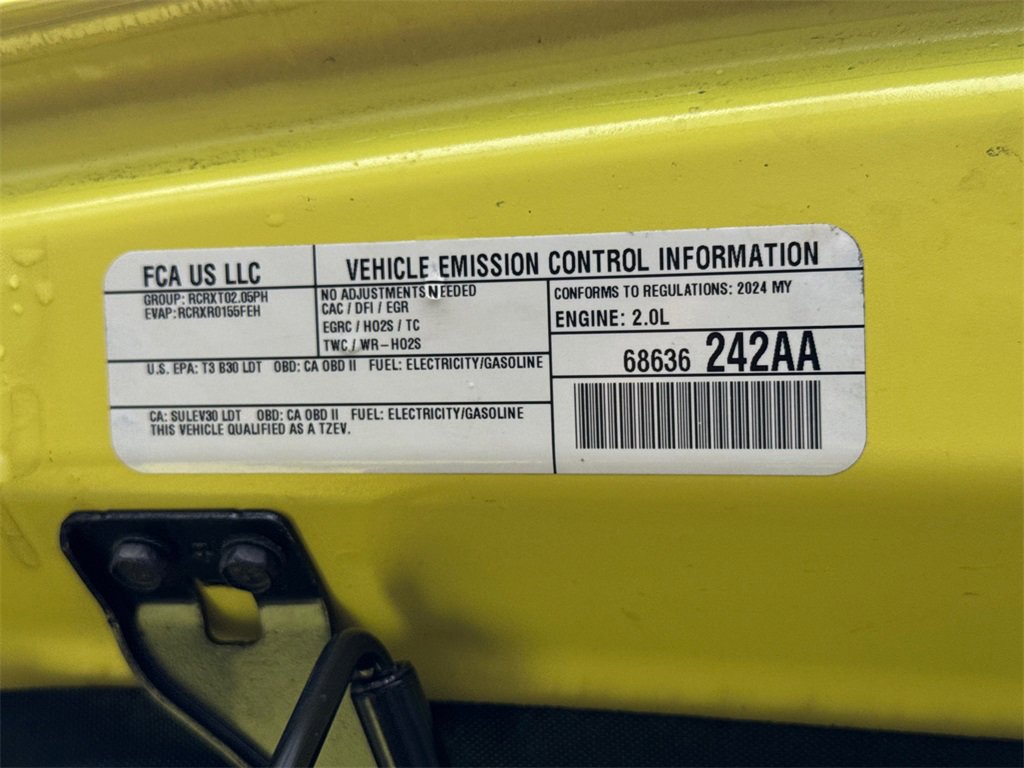 FCA US LLC
VEHICLE EMISSION CONTROL INFORMATION
GROUP: RCRXT02.05PH
EVAP: RCRXR0155FEH
NO ADJUSTMENTS NEEDED
CAC / DFI / EGR
EGRC / HO2S / TC
TWC / WR-HO2S
CONFORMS TO REGULATIONS: 2024 MY
ENGINE: 2.0L
68636 242AA
U.S. EPA: T3 B30 LDT OBD: CA OBD II FUEL: ELECTRICITY/GASOLINE
CA: SULEV30 LDT OBD: CA OBD II FUEL: ELECTRICITY/GASOLINE
THIS VEHICLE QUALIFIED AS A TZEV.